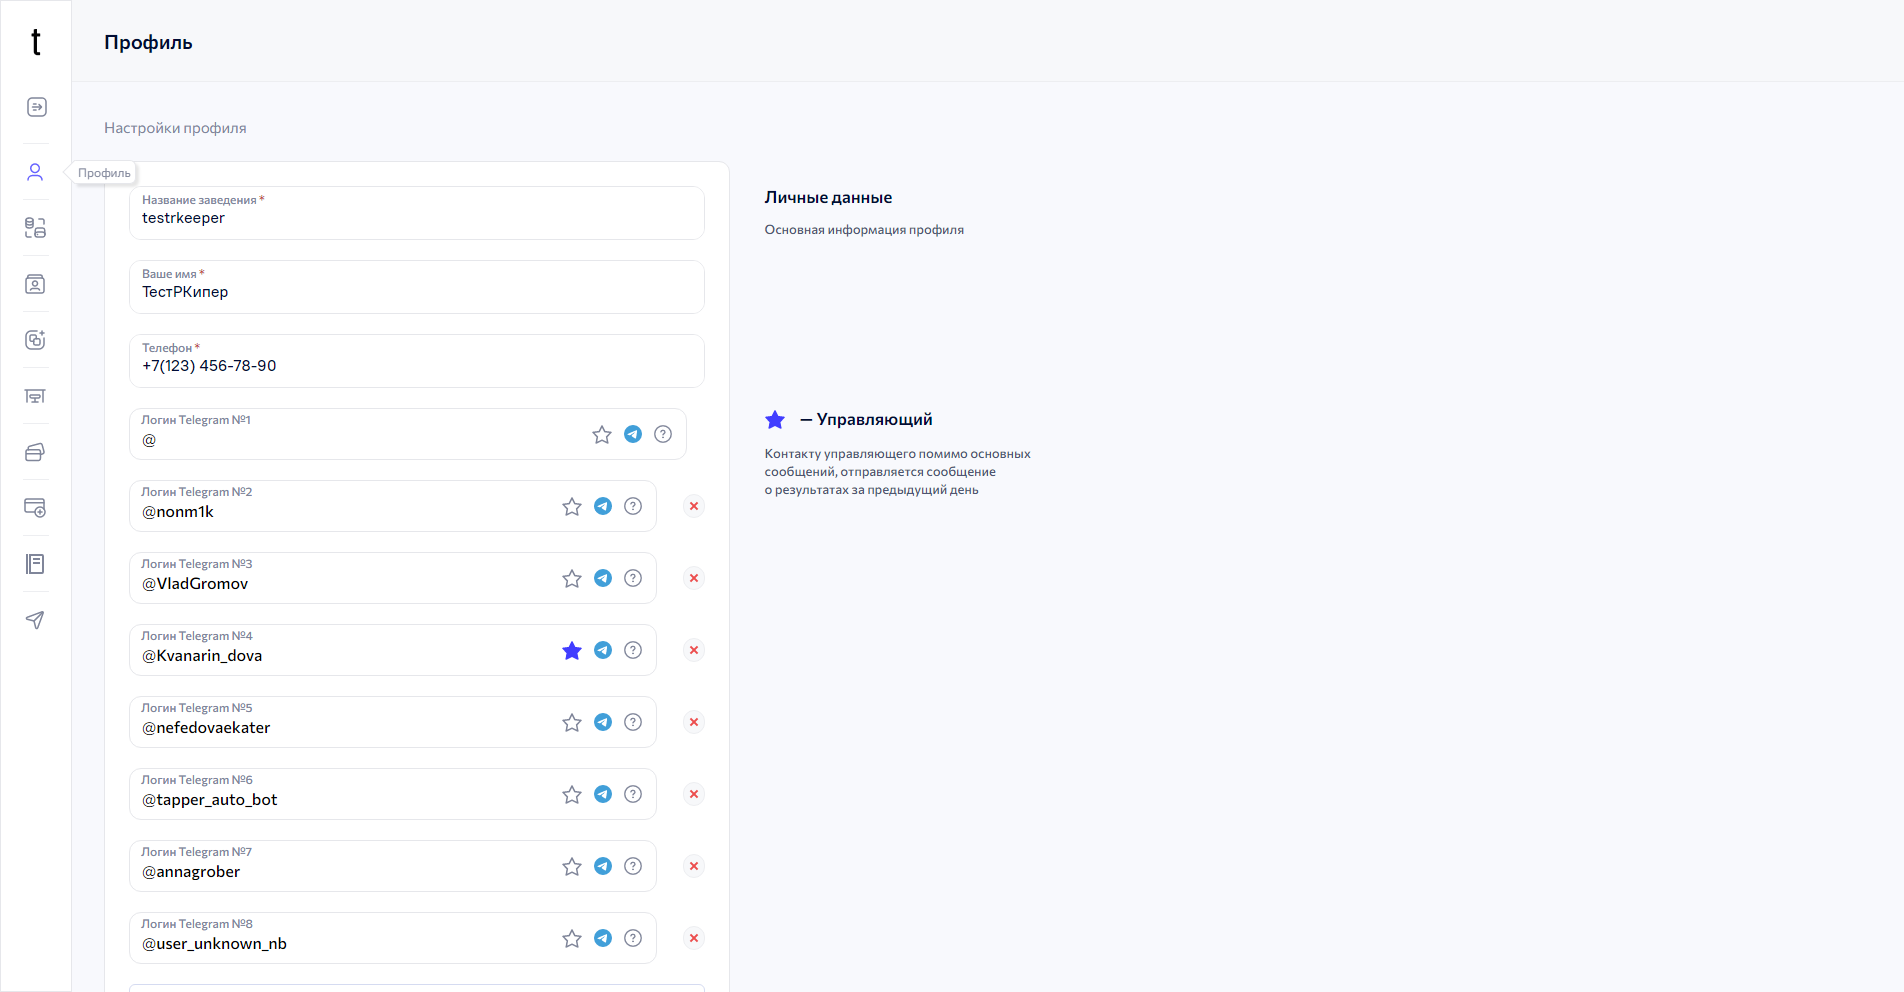 t
Профиль
Настройки профиля
Профиль
Название заведения *
testrkeeper
Ваше имя *
ТестРКипер
Телефон *
+7(123) 456-78-90
Логин Telegram №1
@
Логин Telegram №2
@nonm1k
Логин Telegram №3
@VladGromov
Логин Telegram №4
@Kvanarin_dova
Логин Telegram №5
@nefedovaekater
Логин Telegram №6
@tapper_auto_bot
Логин Telegram №7
@annagrober
Логин Telegram №8
@user_unknown_nb
Личные данные
Основная информация профиля
— Управляющий
Контакту управляющего помимо основных
сообщений, отправляется сообщение
о результатах за предыдущий день